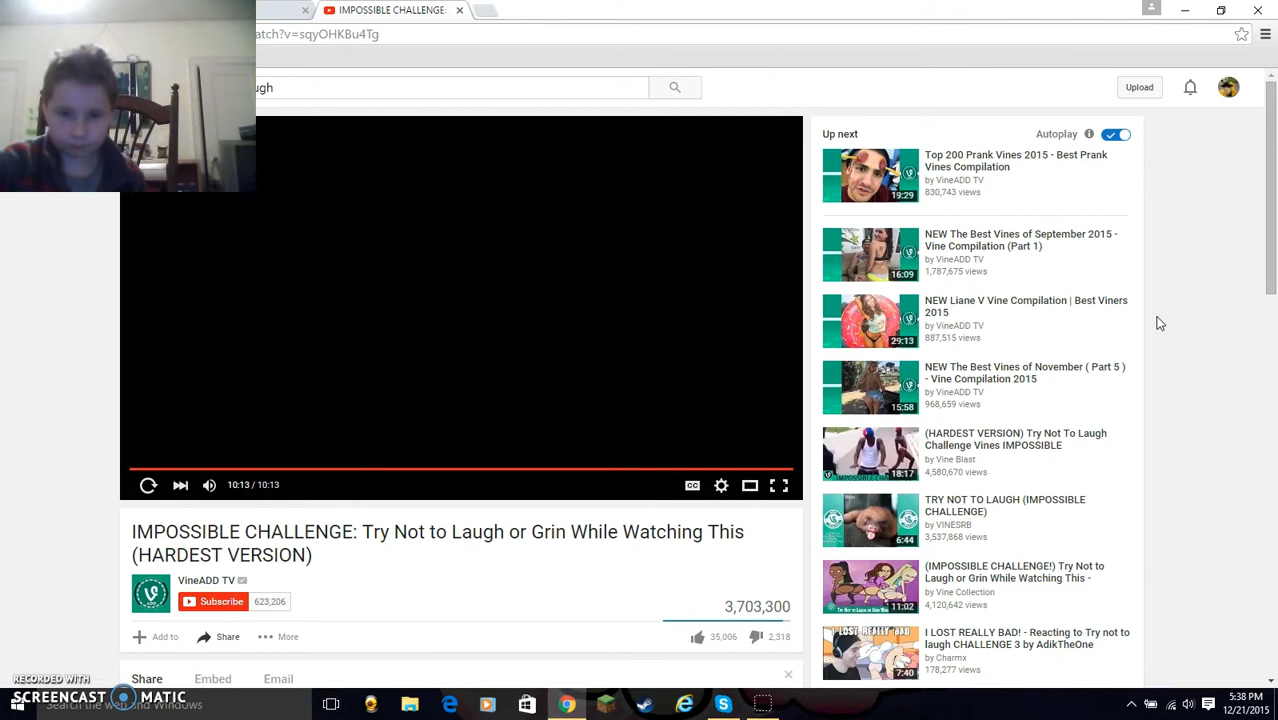 IMPOSSIBLE CHALLENGE:
atch?v=sqyOHKBu4Tg
ugh
Upload
Up next
Autoplay
Top 200 Prank Vines 2015 - Best Prank
Vines Compilation
by VineADD TV
830,743 views
19:29
NEW The Best Vines of September 2015 -
Vine Compilation (Part 1)
by VineADD TV
1,787,675 views
16:09
NEW Liane V Vine Compilation | Best Viners
2015
by VineADD TV
887,515 views
29:13
NEW The Best Vines of November ( Part 5 )
- Vine Compilation 2015
by VineADD TV
968,659 views
15:58
(HARDEST VERSION) Try Not To Laugh
Challenge Vines IMPOSSIBLE
by Vine Blast
4,580,670 views
18:17
TRY NOT TO LAUGH (IMPOSSIBLE
CHALLENGE)
by VINESRB
3,537,868 views
6:44
(IMPOSSIBLE CHALLENGE!) Try Not to
Laugh or Grin While Watching This -
by Vine Collection
4,120,642 views
11:02
I LOST REALLY BAD! - Reacting to Try not to
laugh CHALLENGE 3 by AdikTheOne
by Charmx
178,277 views
I LOST REALLY BAD
7:40
10:13 / 10:13
CC
IMPOSSIBLE CHALLENGE: Try Not to Laugh or Grin While Watching This
(HARDEST VERSION)
VineADD TV
Subscribe
623,206
3,703,300
Add to
Share
More
35,006
2,318
Share
Embed
Email
RECORDED WITH
SCREENCAST MATIC
Search the web and Windows
5:38 PM
12/21/2015